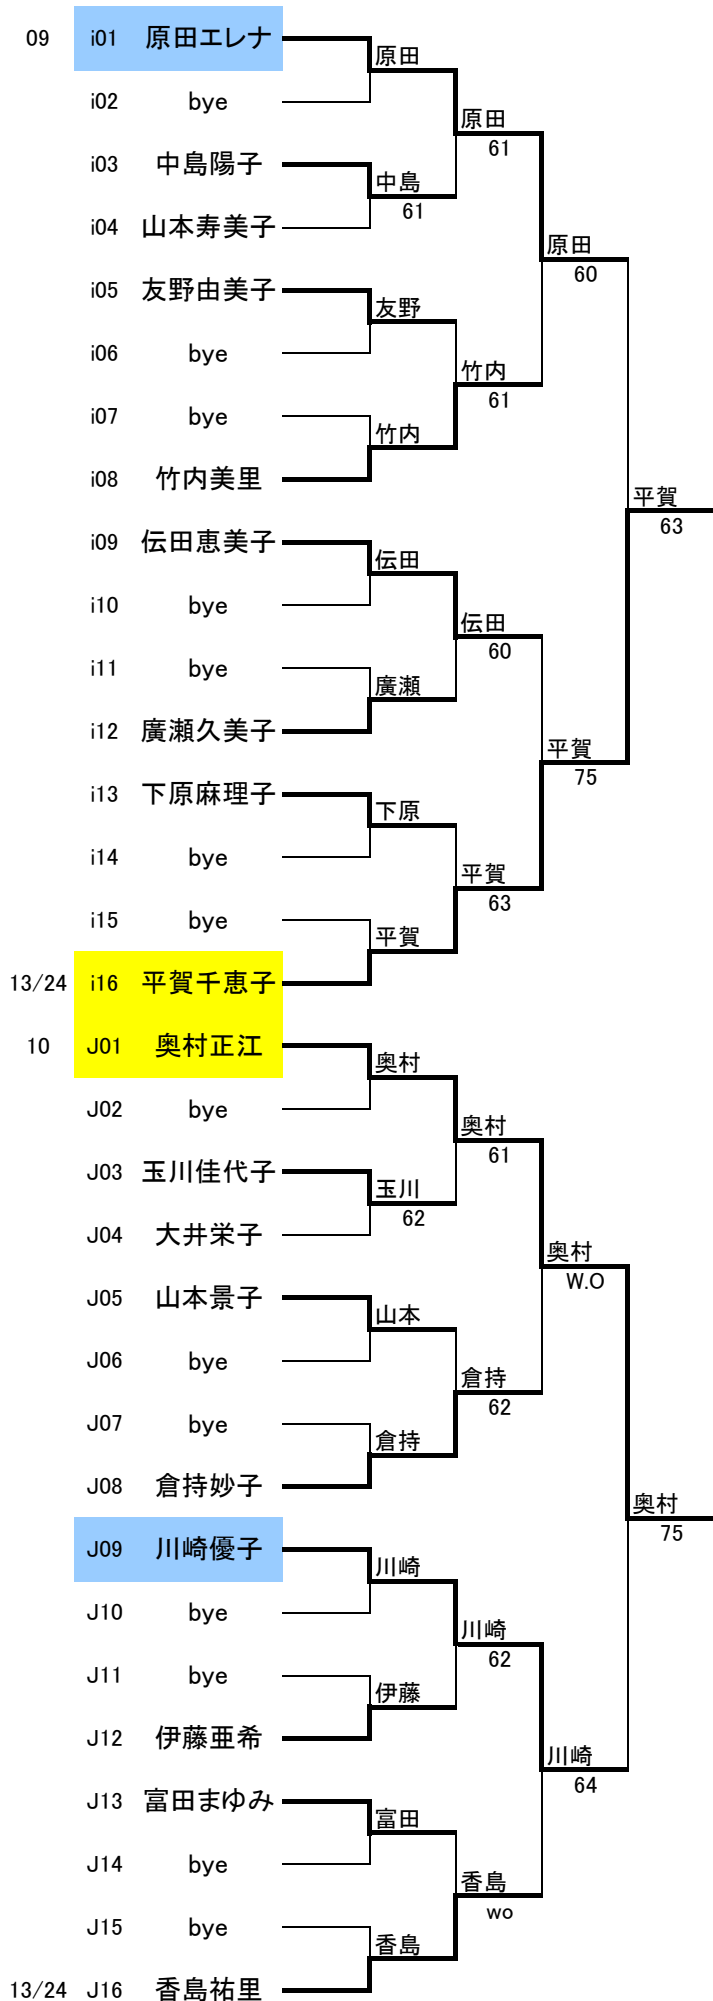 09 i01 原田エレナ
原田
i02 bye
原田
61
i03 中島陽子
中島
61
i04 山本寿美子
原田
60
i05 友野由美子
友野
i06 bye
竹内
61
i07 bye
竹内
i08 竹内美里
平賀
63
i09 伝田恵美子
伝田
i10 bye
伝田
60
i11 bye
廣瀬
i12 廣瀬久美子
平賀
75
i13 下原麻理子
下原
i14 bye
平賀
63
i15 bye
平賀
13/24 i16 平賀千恵子
10 J01 奥村正江
奥村
J02 bye
奥村
61
J03 玉川佳代子
玉川
62
J04 大井栄子
奥村
W.O
J05 山本景子
山本
J06 bye
倉持
62
J07 bye
倉持
J08 倉持妙子
奥村
75
J09 川崎優子
川崎
J10 bye
川崎
62
J11 bye
伊藤
J12 伊藤亜希
川崎
64
J13 富田まゆみ
富田
J14 bye
香島
wo
J15 bye
香島
13/24 J16 香島祐里